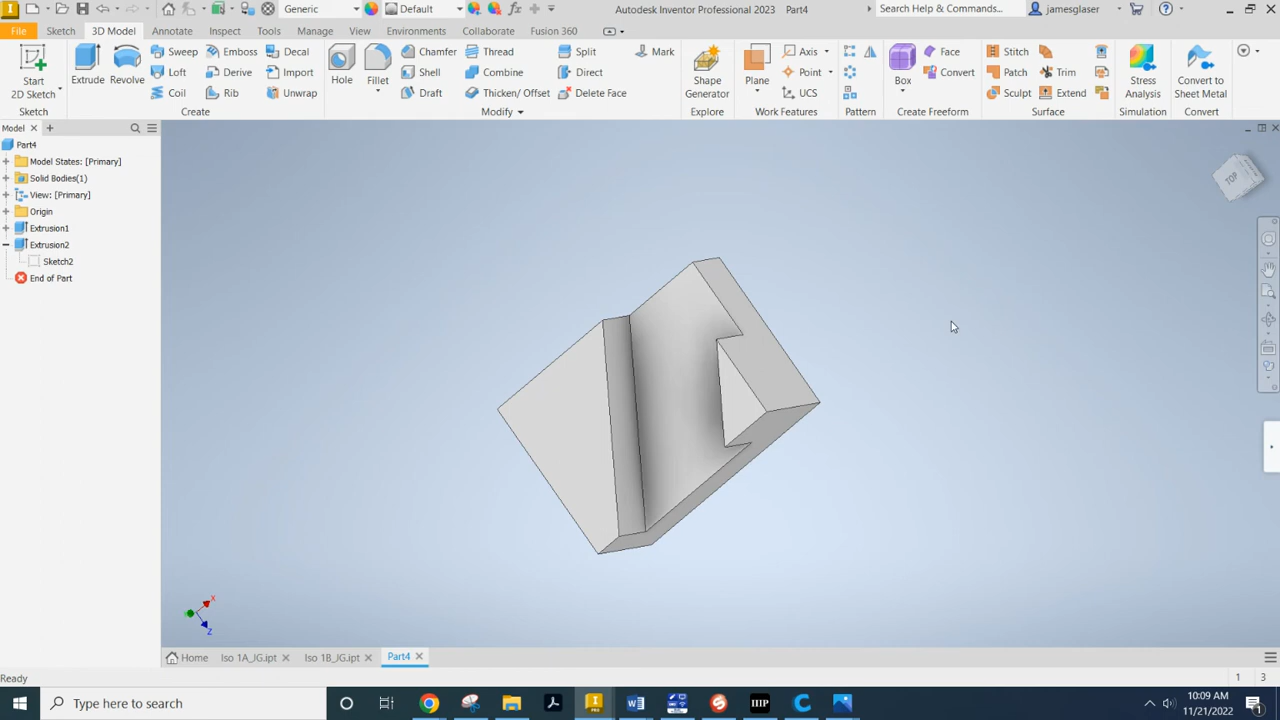 Generic
Default
Autodesk Inventor Professional 2023 Part4
Search Help & Commands...
jamesglaser
File Sketch 3D Model Annotate Inspect Tools Manage View Environments Collaborate Fusion 360
Start
2D Sketch
Sketch
Extrude Revolve
Sweep Emboss Decal
Loft Derive Import
Coil Rib Unwrap
Create
Hole Fillet
Chamfer Thread Split Mark
Shell Combine Direct
Draft Thicken/ Offset Delete Face
Modify
Shape
Generator
Explore
Plane
Axis
Point
UCS
Work Features
Pattern
Box
Face
Convert
Create Freeform
Stitch
Patch Trim
Sculpt Extend
Surface
Stress
Analysis
Simulation
Convert to
Sheet Metal
Convert
Model
Part4
Model States: [Primary]
Solid Bodies(1)
View: [Primary]
Origin
Extrusion1
Extrusion2
Sketch2
End of Part
TOP
X
Z
Home Iso 1A_JG.ipt Iso 1B_JG.ipt Part4
Ready
1 3
Type here to search
10:09 AM
11/21/2022